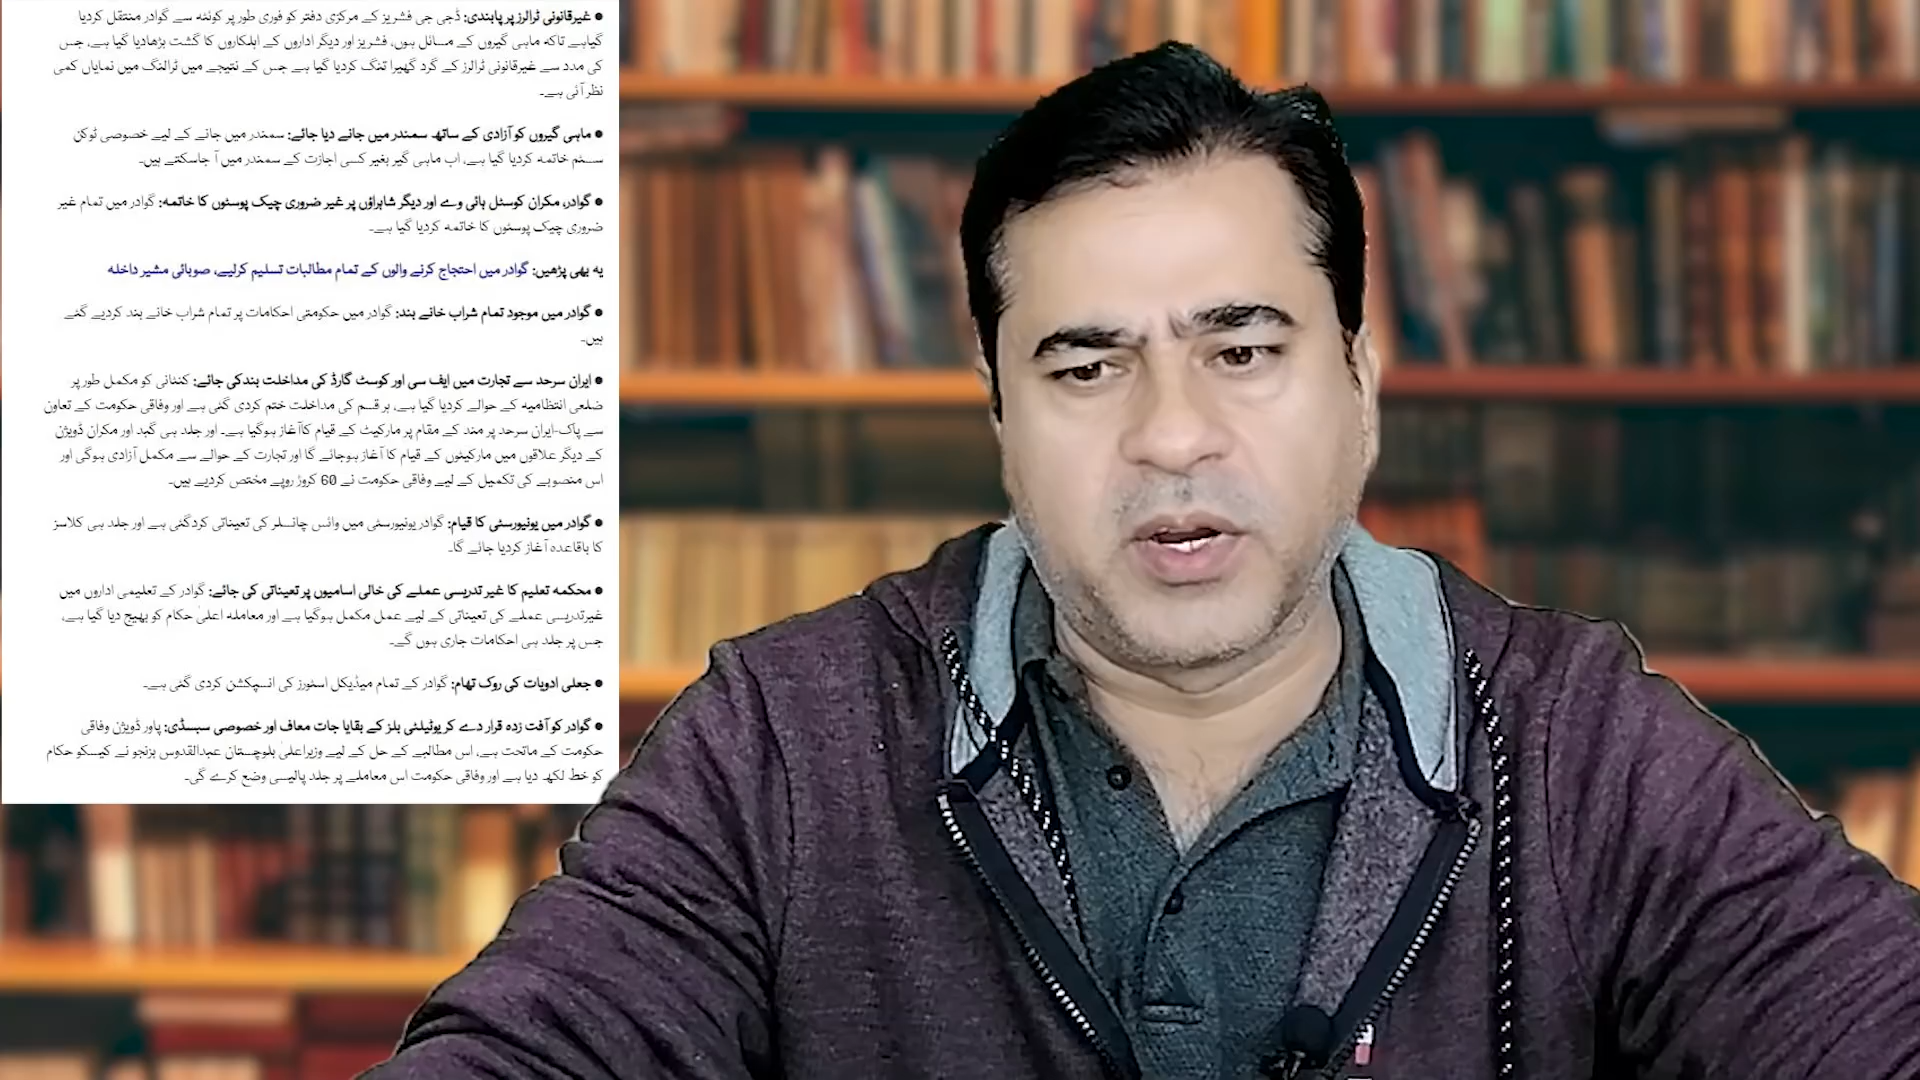 ● غیرقانونی ٹرالرز پر پابندی: ڈجی جی فشریز کے مرکزی دفتر کو فوری طور پر کوئٹہ سے گوادر منتقل کردیا
گیاہے تاکہ ماہی گیروں کے مسائل ہوں، فشریز اور دیگر اداروں کے اہلکاروں کا گشت بڑھادیا گیا ہے، جس
کی مدد سے غیرقانونی ٹرالرز کے گرد گھیرا تنگ کردیا گیا ہے جس کے نتیجے میں ٹرالنگ میں نمایاں کمی
نظر آئی ہے۔
● ماہی گیروں کو آزادی کے ساتھ سمندر میں جانے دیا جائے: سمندر میں جانے کے لیے خصوصی ٹوکن
سسٹم خاتمہ کردیا گیا ہے، اب ماہی گیر بغیر کسی اجازت کے سمندر میں آ جاسکتے ہیں۔
● گوادر، مکران کوسٹل ہائی وے اور دیگر شاہراؤں پر غیر ضروری چیک پوسٹوں کا خاتمہ: گوادر میں تمام غیر
ضروری چیک پوسٹوں کا خاتمہ کردیا گیا ہے۔
یہ بھی پڑھیں: گوادر میں احتجاج کرنے والوں کے تمام مطالبات تسلیم کرلیے، صوبائی مشیر داخلہ
● گوادر میں موجود تمام شراب خانے بند: گوادر میں حکومتی احکامات پر تمام شراب خانے بند کردیے گئے
ہیں۔
● ایران سرحد سے تجارت میں ایف سی اور کوسٹ گارڈ کی مداخلت بندکی جائے: کنٹانی کو مکمل طور پر
ضلعی انتظامیہ کے حوالے کردیا گیا ہے، ہر قسم کی مداخلت ختم کردی گئی ہے اور وفاقی حکومت کے تعاون
سے پاک-ایران سرحد پر مند کے مقام پر مارکیٹ کے قیام کاآغاز ہوگیا ہے۔ اور جلد ہی گبد اور مکران ڈویژن
کے دیگر علاقوں میں مارکیٹوں کے قیام کا آغاز ہوجائے گا اور تجارت کے حوالے سے مکمل آزادی ہوگی اور
اس منصوبے کی تکمیل کے لیے وفاقی حکومت نے 60 کروڑ روپے مختص کردیے ہیں۔
● گوادر میں یونیورسٹی کا قیام: گوادر یونیورسٹی میں وائس چانسلر کی تعیناتی کردگئی ہے اور جلد ہی کلاسز
کا باقاعدہ آغاز کردیا جائے گا۔
● محکمہ تعلیم کا غیر تدریسی عملے کی خالی اسامیوں پر تعیناتی کی جائے: گوادر کے تعلیمی اداروں میں
غیرتدریسی عملے کی تعیناتی کے لیے عمل مکمل ہوگیا ہے اور معاملہ اعلیٰ حکام کو بھیج دیا گیا ہے،
جس پر جلد ہی احکامات جاری ہوں گے۔
● جعلی ادویات کی روک تھام: گوادر کے تمام میڈیکل اسٹورز کی انسپکشن کردی گئی ہے۔
● گوادر کو آفت زدہ قرار دے کر یوٹیلٹی بلز کے بقایا جات معاف اور خصوصی سبسڈی: پاور ڈویژن وفاقی
حکومت کے ماتحت ہے، اس مطالبے کے حل کے لیے وزیراعلیٰ بلوچستان عبدالقدوس بزنجو نے کیسکو حکام
کو خط لکھ دیا ہے اور وفاقی حکومت اس معاملے پر جلد پالیسی وضع کرے گی۔